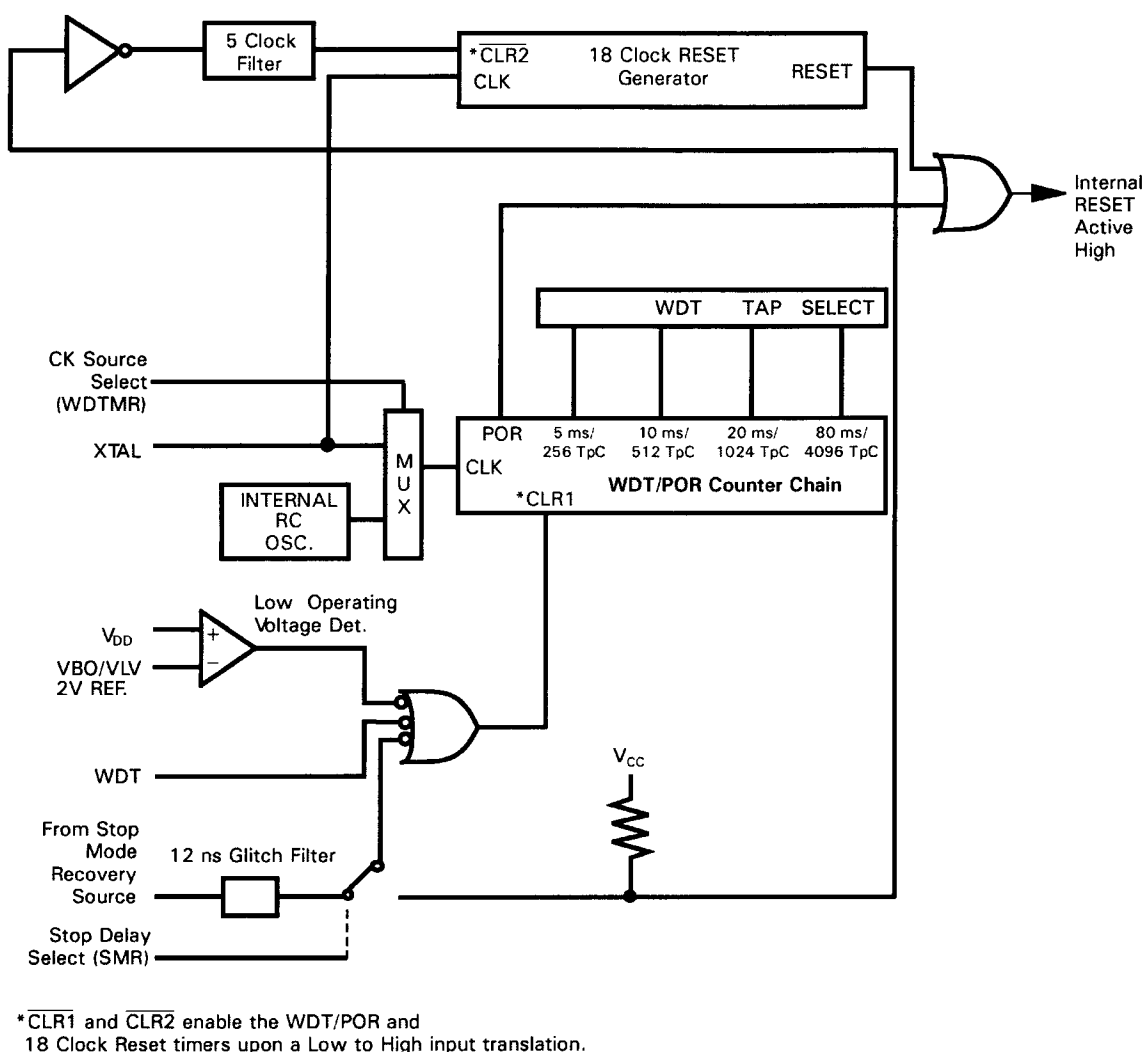 5 Clock
Filter
*CLR2
CLK
18 Clock RESET
Generator
RESET
Internal
RESET
Active
High
WDT TAP SELECT
CK Source
Select
(WDTMR)
XTAL
MUX
INTERNAL
RC
OSC.
POR
5 ms/
256 TpC
10 ms/
512 TpC
20 ms/
1024 TpC
80 ms/
4096 TpC
CLK
WDT/POR Counter Chain
*CLR1
Low Operating
Voltage Det.
VDD
+
−
VBO/VLV
2V REF.
WDT
VCC
From Stop
Mode
Recovery
Source
12 ns Glitch Filter
Stop Delay
Select (SMR)
*CLR1 and CLR2 enable the WDT/POR and
18 Clock Reset timers upon a Low to High input translation.